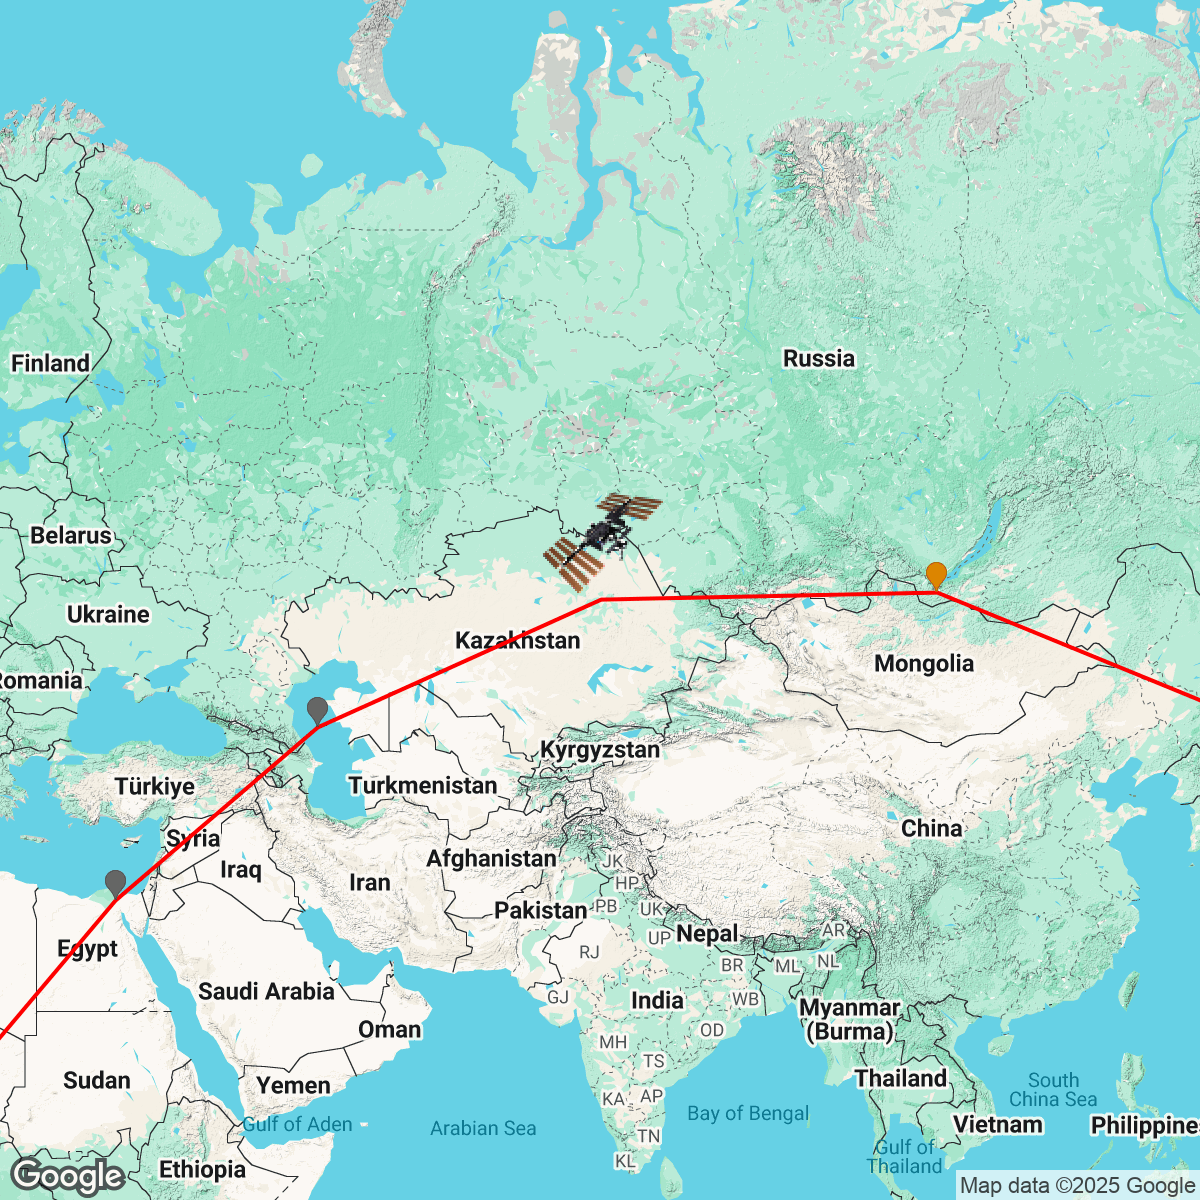 Finland
Russia
Belarus
Ukraine
Kazakhstan
Mongolia
Romania
Kyrgyzstan
Türkiye
Turkmenistan
China
Syria
Iraq
Afghanistan
JK
Iran
HP
Pakistan
PB
UK
Egypt
UP
Nepal
AR
RJ
BR
ML
NL
Saudi Arabia
GJ
India
WB
Myanmar
(Burma)
Oman
OD
MH
TS
Sudan
Yemen
KA
AP
Thailand
South
China Sea
Gulf of Aden
Arabian Sea
Bay of Bengal
TN
Vietnam
Philippines
KL
Gulf of
Thailand
Ethiopia
Google
Map data ©2025 Google